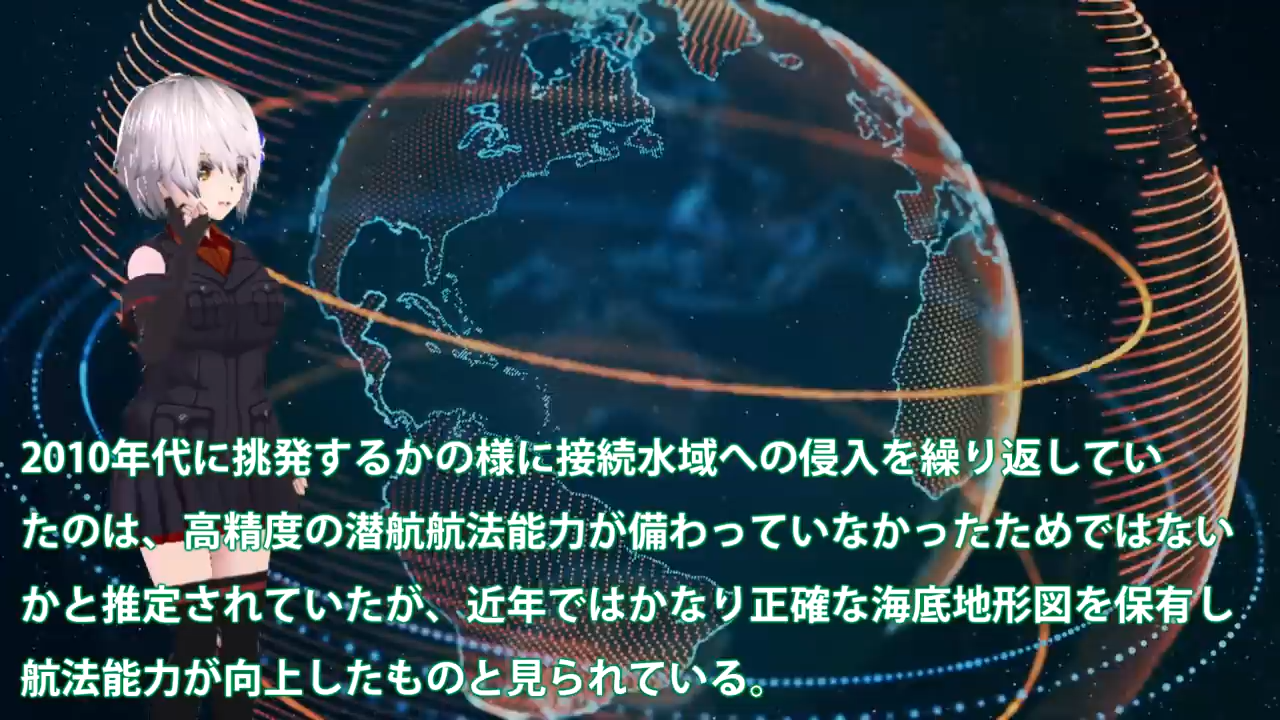 2010年代に挑発するかの様に接続水域への侵入を繰り返してい
たのは、高精度の潜航航法能力が備わっていなかったためではない
かと推定されていたが、近年ではかなり正確な海底地形図を保有し
航法能力が向上したものと見られている。